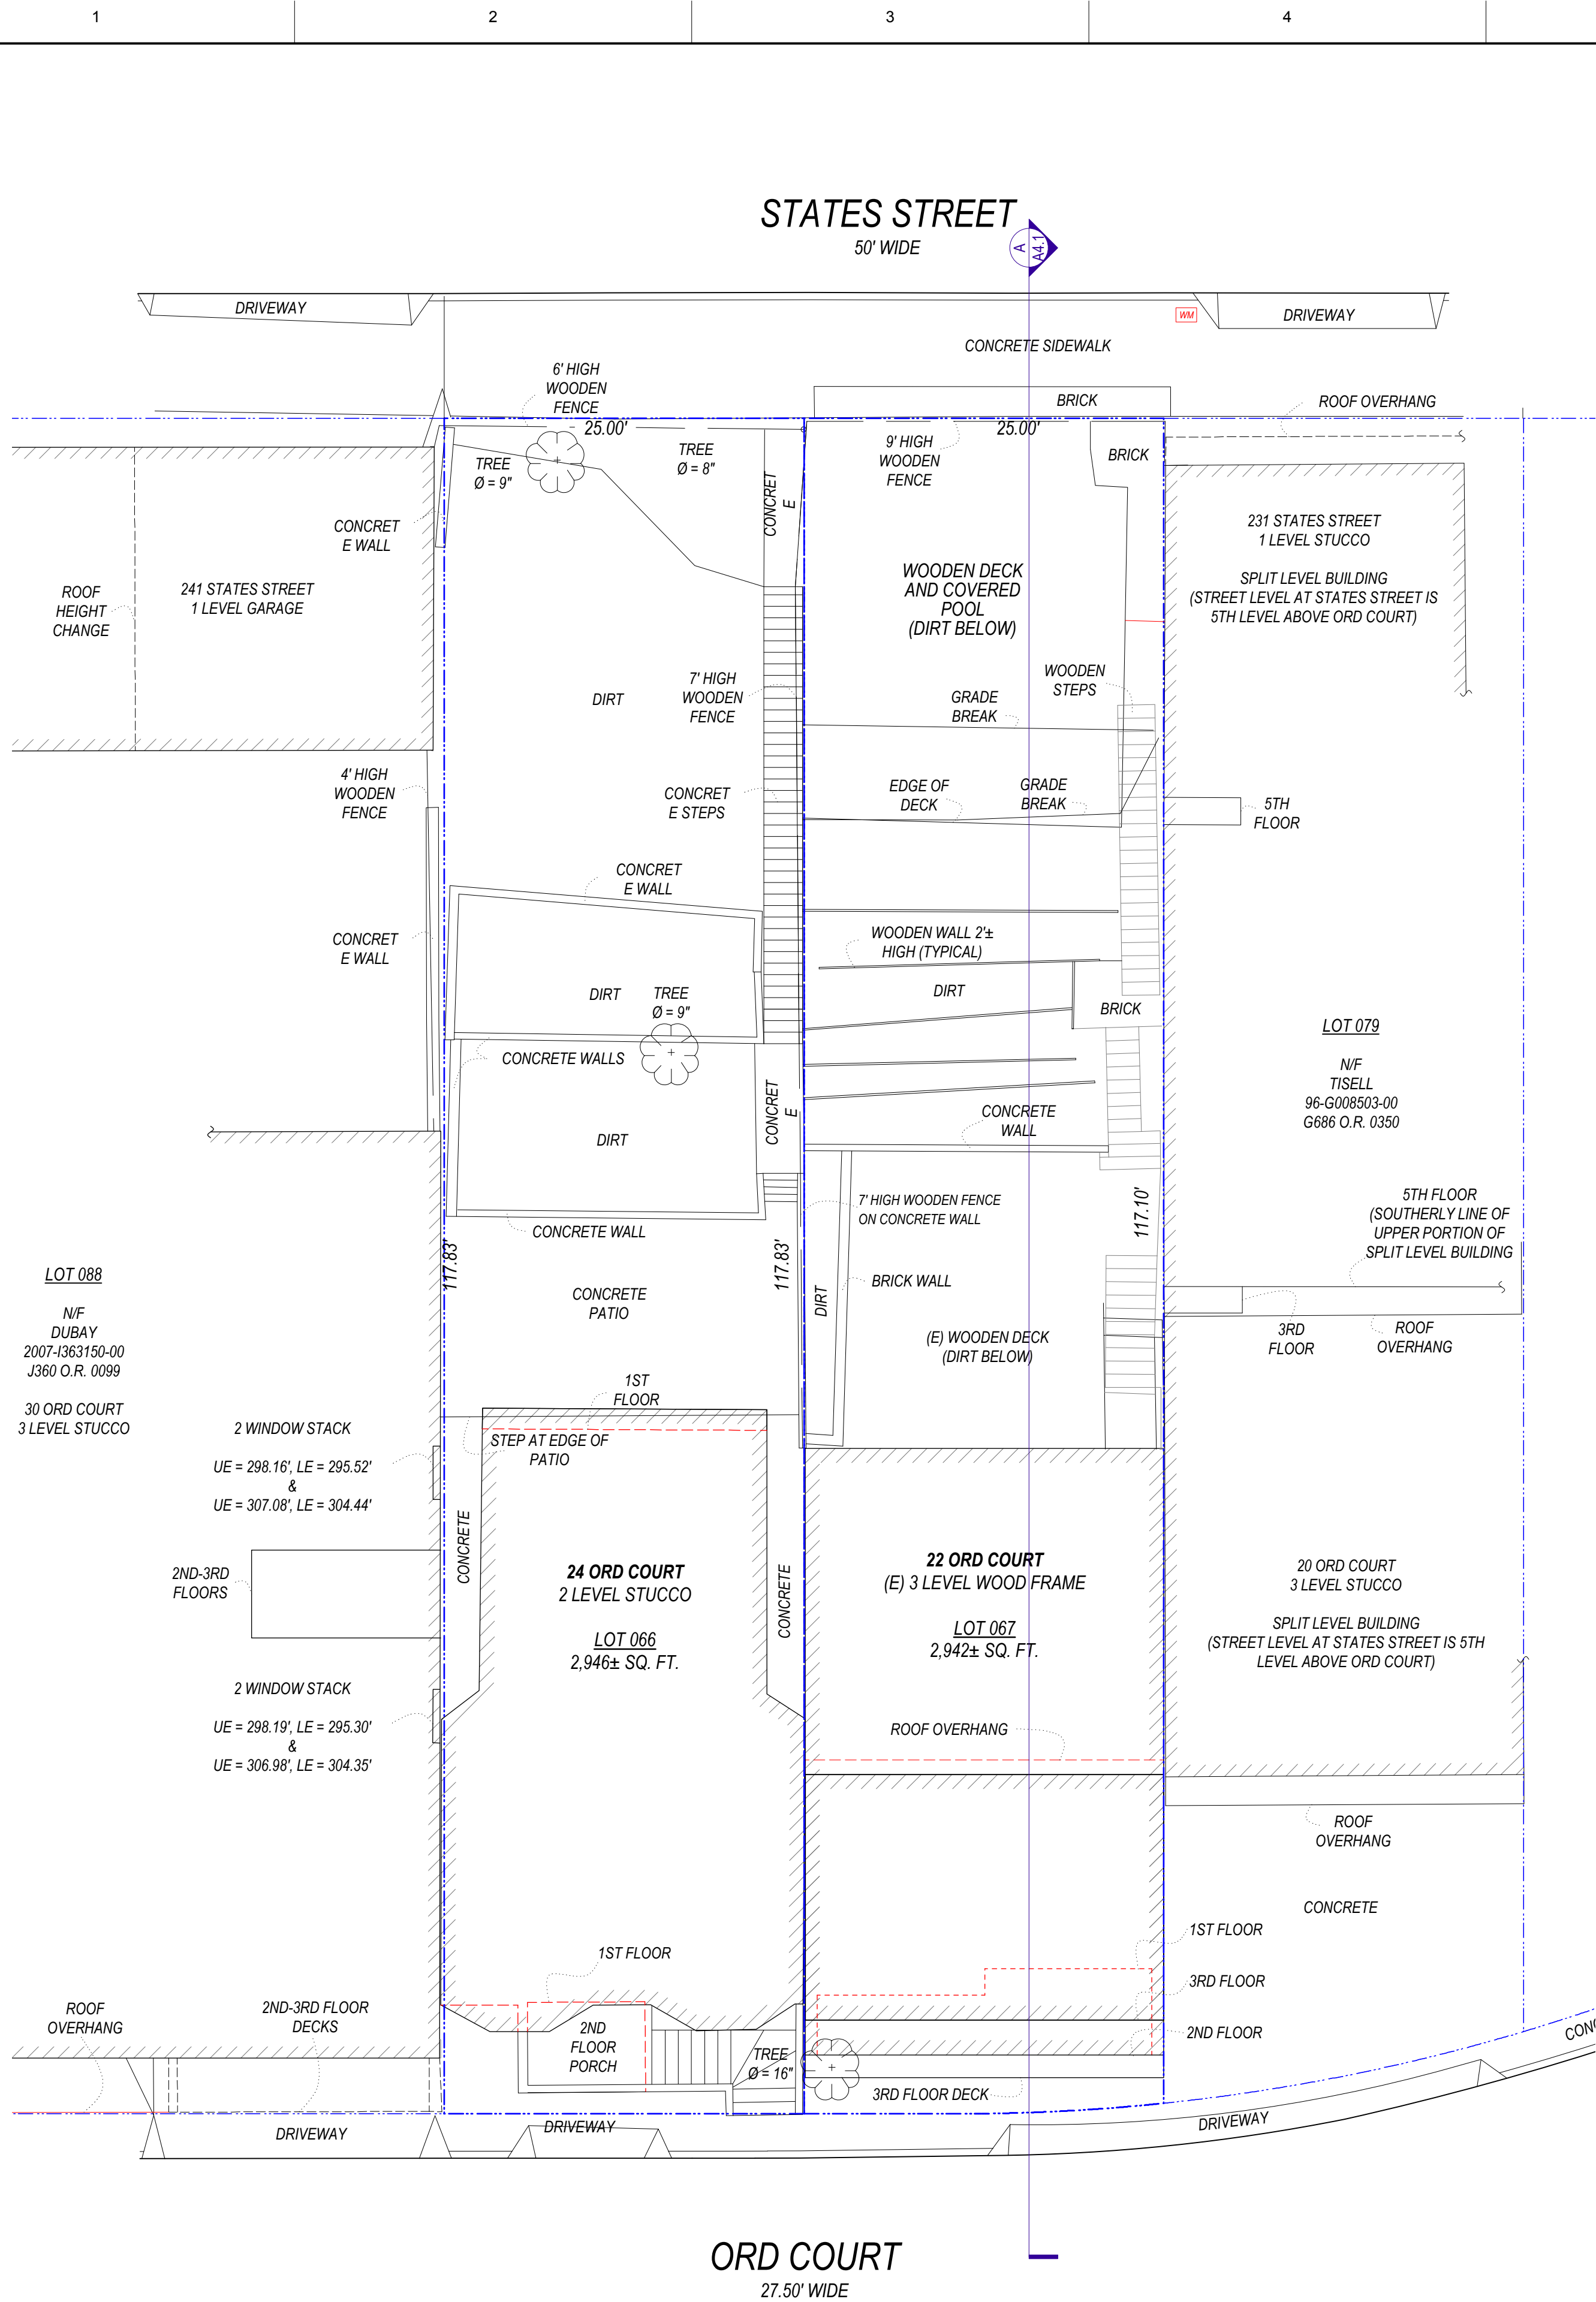 1
2
3
4
STATES STREET
50' WIDE
A
A4.1
DRIVEWAY
WM
DRIVEWAY
CONCRETE SIDEWALK
6' HIGH
WOODEN
FENCE
BRICK
ROOF OVERHANG
25.00'
25.00'
TREE
Ø = 9"
TREE
Ø = 8"
9' HIGH
WOODEN
FENCE
BRICK
CONCRET
E
CONCRET
E WALL
231 STATES STREET
1 LEVEL STUCCO
SPLIT LEVEL BUILDING
(STREET LEVEL AT STATES STREET IS
5TH LEVEL ABOVE ORD COURT)
ROOF
HEIGHT
CHANGE
241 STATES STREET
1 LEVEL GARAGE
WOODEN DECK
AND COVERED
POOL
(DIRT BELOW)
DIRT
7' HIGH
WOODEN
FENCE
WOODEN
STEPS
GRADE
BREAK
4' HIGH
WOODEN
FENCE
CONCRET
E STEPS
EDGE OF
DECK
GRADE
BREAK
5TH
FLOOR
CONCRET
E WALL
CONCRET
E WALL
WOODEN WALL 2'±
HIGH (TYPICAL)
DIRT
TREE
Ø = 9"
DIRT
BRICK
LOT 079
N/F
TISELL
96-G008503-00
G686 O.R. 0350
CONCRETE WALLS
CONCRET
E
CONCRETE
WALL
DIRT
7' HIGH WOODEN FENCE
ON CONCRETE WALL
117.10'
5TH FLOOR
(SOUTHERLY LINE OF
UPPER PORTION OF
SPLIT LEVEL BUILDING
CONCRETE WALL
117.83'
117.83'
LOT 088
N/F
DUBAY
2007-I363150-00
J360 O.R. 0099
30 ORD COURT
3 LEVEL STUCCO
CONCRETE
PATIO
DIRT
BRICK WALL
(E) WOODEN DECK
(DIRT BELOW)
3RD
FLOOR
ROOF
OVERHANG
1ST
FLOOR
STEP AT EDGE OF
PATIO
2 WINDOW STACK
UE = 298.16', LE = 295.52'
&
UE = 307.08', LE = 304.44'
CONCRETE
2ND-3RD
FLOORS
24 ORD COURT
2 LEVEL STUCCO
LOT 066
2,946± SQ. FT.
CONCRETE
22 ORD COURT
(E) 3 LEVEL WOOD FRAME
LOT 067
2,942± SQ. FT.
20 ORD COURT
3 LEVEL STUCCO
SPLIT LEVEL BUILDING
(STREET LEVEL AT STATES STREET IS 5TH
LEVEL ABOVE ORD COURT)
2 WINDOW STACK
UE = 298.19', LE = 295.30'
&
UE = 306.98', LE = 304.35'
ROOF OVERHANG
ROOF
OVERHANG
CONCRETE
1ST FLOOR
1ST FLOOR
3RD FLOOR
2ND FLOOR
ROOF
OVERHANG
2ND-3RD FLOOR
DECKS
2ND
FLOOR
PORCH
TREE
Ø = 16"
3RD FLOOR DECK
CONC
DRIVEWAY
DRIVEWAY
DRIVEWAY
ORD COURT
27.50' WIDE